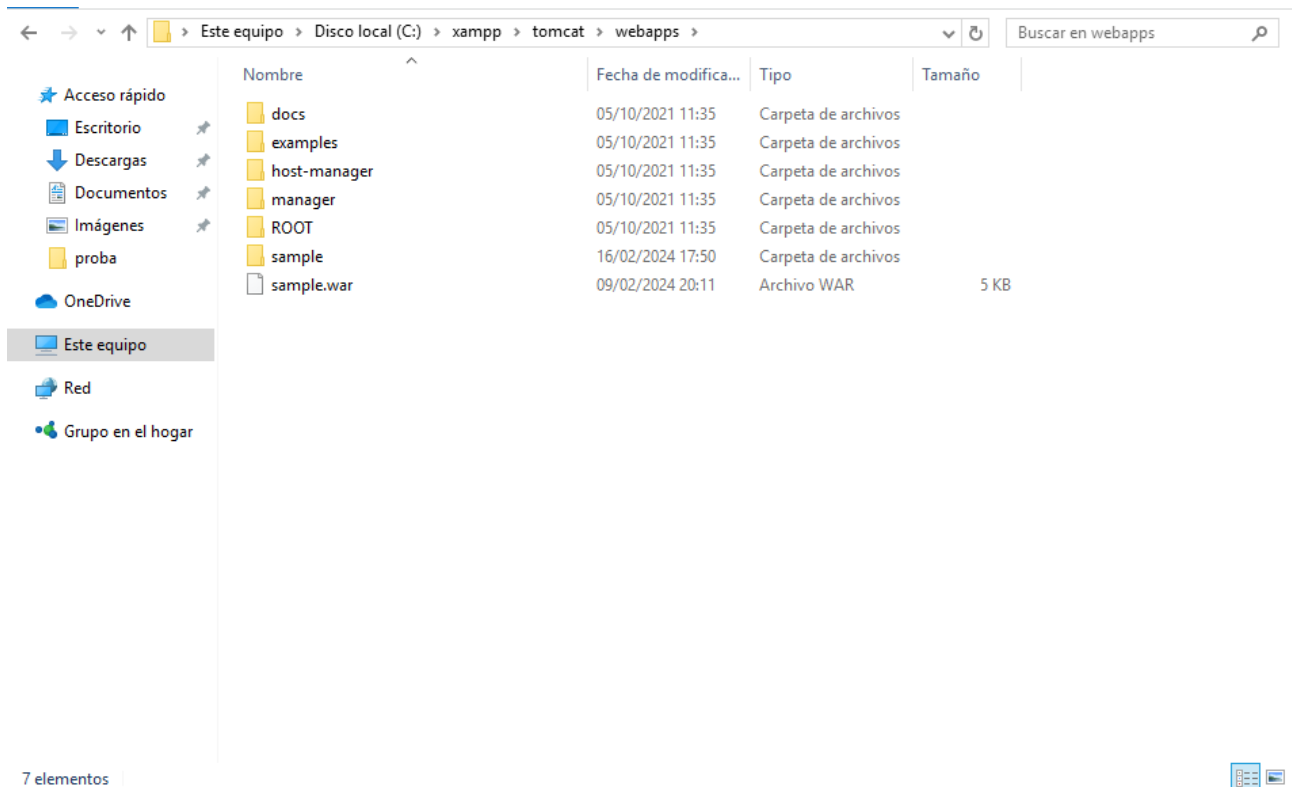 Este equipo > Disco local (C:) > xampp > tomcat > webapps >
Buscar en webapps
Acceso rápido
Escritorio
Descargas
Documentos
Imágenes
proba
OneDrive
Este equipo
Red
Grupo en el hogar
Nombre Fecha de modifica... Tipo Tamaño
docs 05/10/2021 11:35 Carpeta de archivos
examples 05/10/2021 11:35 Carpeta de archivos
host-manager 05/10/2021 11:35 Carpeta de archivos
manager 05/10/2021 11:35 Carpeta de archivos
ROOT 05/10/2021 11:35 Carpeta de archivos
sample 16/02/2024 17:50 Carpeta de archivos
sample.war 09/02/2024 20:11 Archivo WAR 5 KB
7 elementos